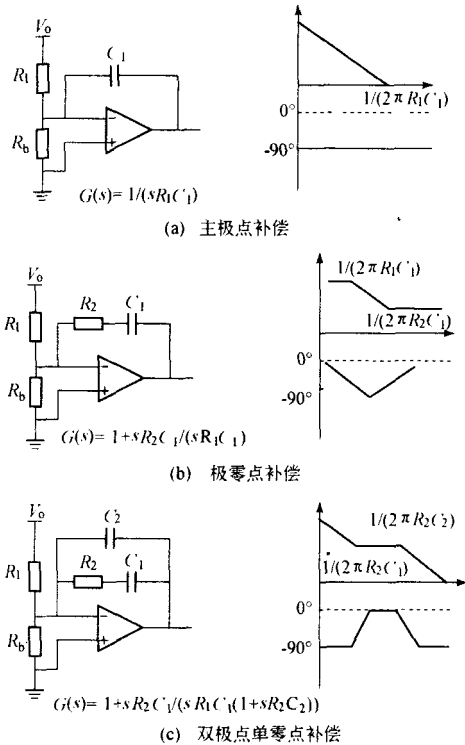 Vo
R1
C1
Rb
G(s)=1/(sR1C1)
1/(2πR1C1)
0°
-90°
(a) 主极点补偿
Vo
R1
R2
C1
Rb
G(s)=1+sR2C1/(sR1C1)
1/(2πR1C1)
1/(2πR2C1)
0°
-90°
(b) 极零点补偿
Vo
C2
R1
R2
C1
Rb
G(s)=1+sR2C1/(sR1C1(1+sR2C2))
1/(2πR2C2)
1/(2πR2C1)
0°
-90°
(c) 双极点单零点补偿